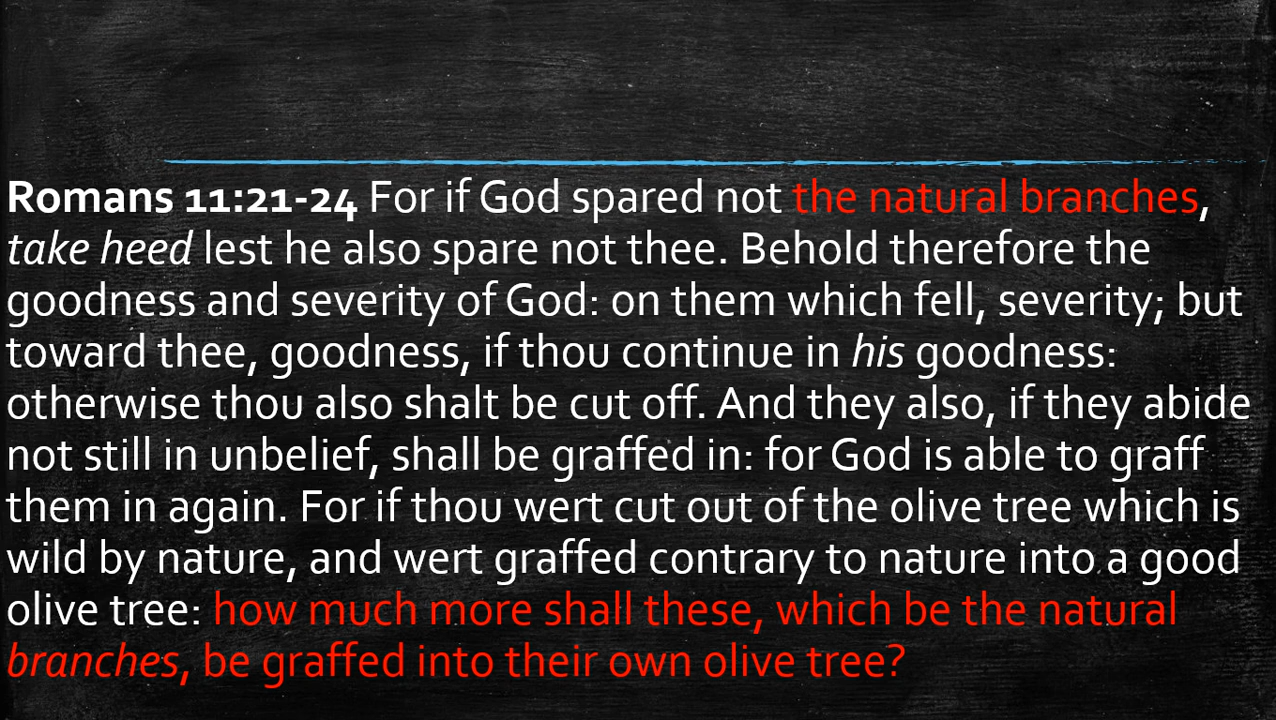 Romans 11:21-24 For if God spared not the natural branches,
take heed lest he also spare not thee. Behold therefore the
goodness and severity of God: on them which fell, severity; but
toward thee, goodness, if thou continue in his goodness:
otherwise thou also shalt be cut off. And they also, if they abide
not still in unbelief, shall be graffed in: for God is able to graff
them in again. For if thou wert cut out of the olive tree which is
wild by nature, and wert graffed contrary to nature into a good
olive tree: how much more shall these, which be the natural
branches, be graffed into their own olive tree?